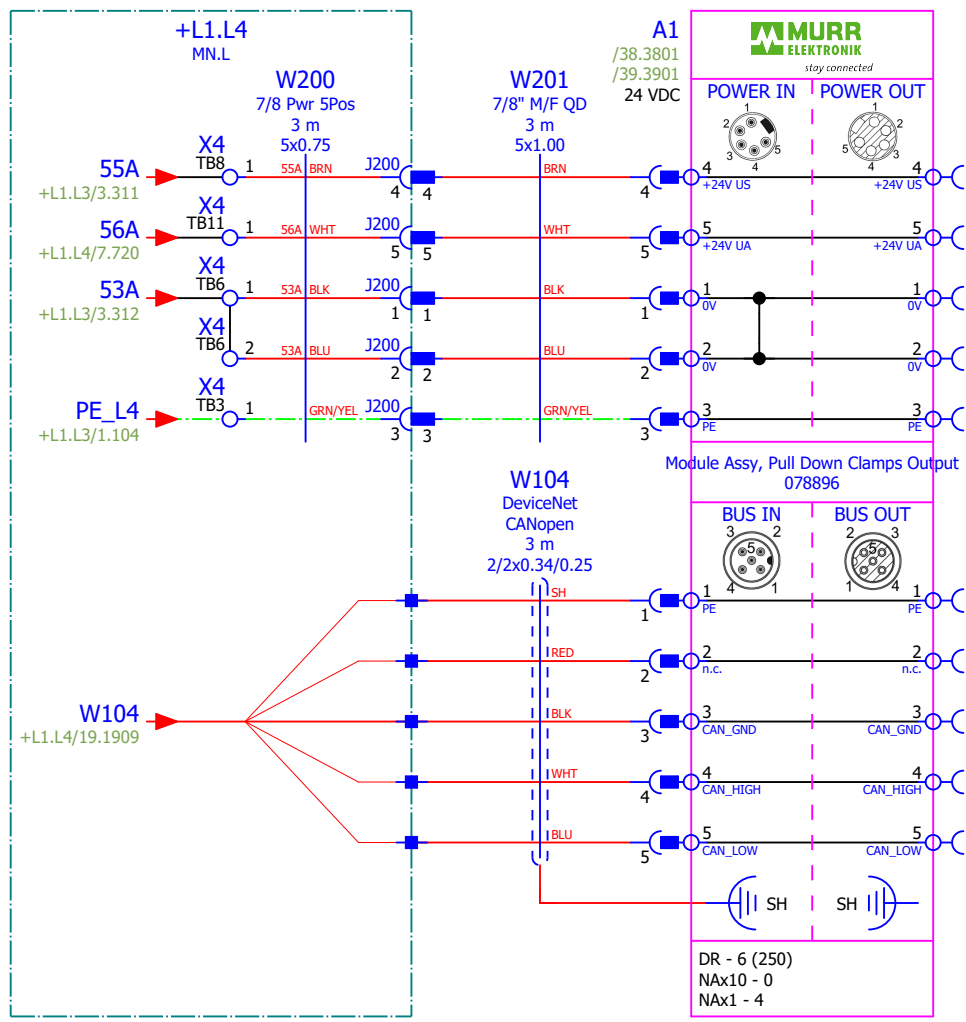 +L1.L4
MN.L
W200
7/8 Pwr 5Pos
3 m
5x0.75
W201
7/8" M/F QD
3 m
5x1.00
A1
/38.3801
/39.3901
24 VDC
MURR
ELEKTRONIK
stay connected
POWER IN
POWER OUT
1 2 3 4 5
1 2 3 4 5
55A
+L1.L3/3.311
X4
TB8
1
55A BRN
J200
4 4
BRN
4
4
+24V US
4
+24V US
56A
+L1.L4/7.720
X4
TB11
1
56A WHT
J200
5 5
WHT
5
5
+24V UA
5
+24V UA
53A
+L1.L3/3.312
X4
TB6
1
53A BLK
J200
1 1
BLK
1
1
0V
1
0V
X4
TB6
2
53A BLU
J200
2 2
BLU
2
2
0V
2
0V
PE_L4
+L1.L3/1.104
X4
TB3
1
GRN/YEL
J200
3 3
GRN/YEL
3
3
PE
3
PE
Module Assy, Pull Down Clamps Output
078896
W104
DeviceNet
CANopen
3 m
2/2x0.34/0.25
BUS IN
BUS OUT
3 2 5 4 1
2 3 5 1 4
SH
1
1
PE
1
PE
RED
2
2
n.c.
2
n.c.
W104
+L1.L4/19.1909
BLK
3
3
CAN_GND
3
CAN_GND
WHT
4
4
CAN_HIGH
4
CAN_HIGH
BLU
5
5
CAN_LOW
5
CAN_LOW
SH
SH
DR - 6 (250)
NAx10 - 0
NAx1 - 4